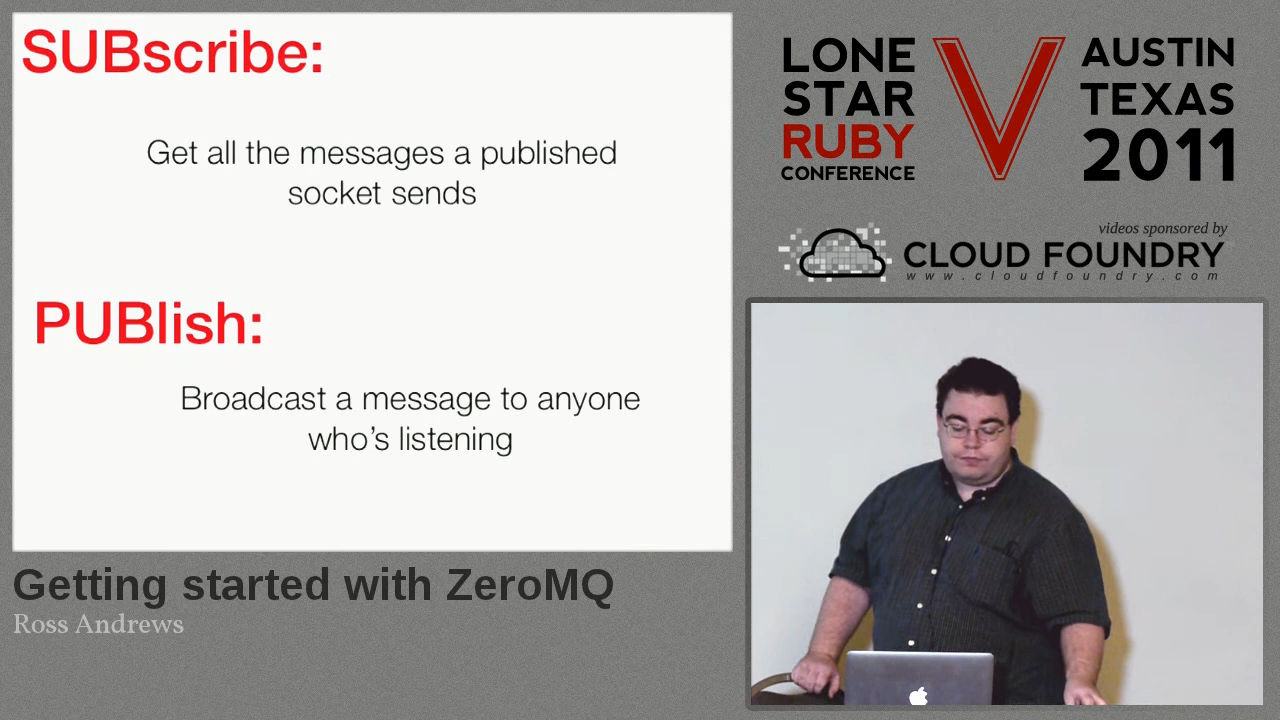 SUBscribe:
Get all the messages a published
socket sends
PUBlish:
Broadcast a message to anyone
who's listening
Getting started with ZeroMQ
Ross Andrews
LONE
STAR
RUBY
CONFERENCE
V
AUSTIN
TEXAS
2011
videos sponsored by
CLOUD FOUNDRY
www.cloudfoundry.com